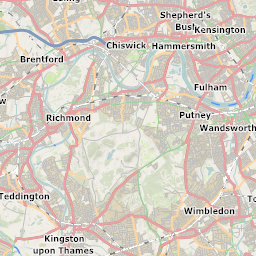 Shepherd's
Bush
Kensington
Chiswick
Hammersmith
Brentford
Fulham
Richmond
Putney
Wandsworth
Teddington
Wimbledon
Kingston
upon Thames